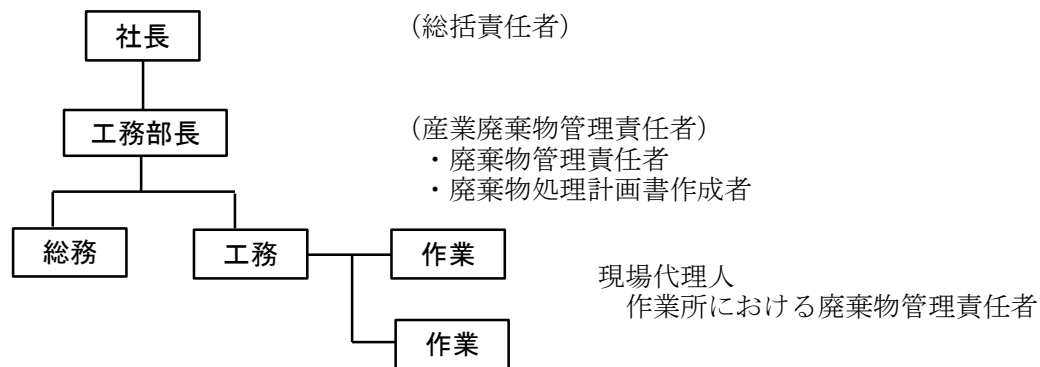 社長
（総括責任者）
工務部長
（産業廃棄物管理責任者）
・廃棄物管理責任者
・廃棄物処理計画書作成者
総務
工務
作業
現場代理人
作業所における廃棄物管理責任者
作業